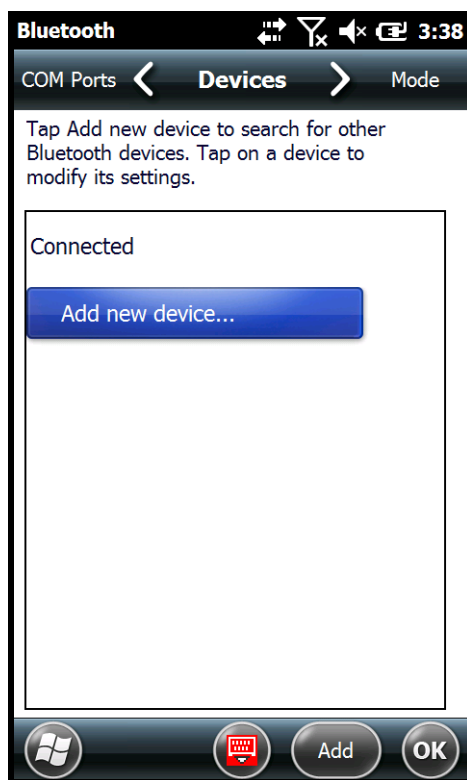 Bluetooth 3:38
COM Ports Devices Mode
Tap Add new device to search for other
Bluetooth devices. Tap on a device to
modify its settings.
Connected
Add new device...
Add OK